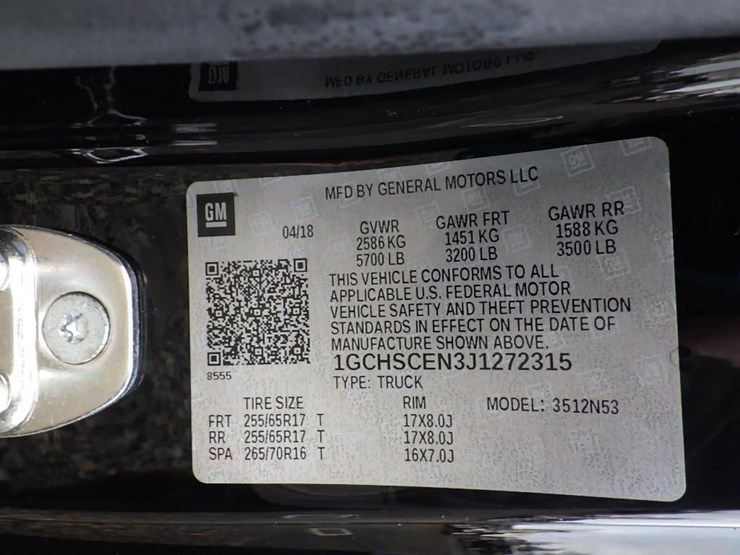 MFD BY GENERAL MOTORS LLC
GM
04/18 GVWR GAWR FRT GAWR RR
2586 KG 1451 KG 1588 KG
5700 LB 3200 LB 3500 LB
THIS VEHICLE CONFORMS TO ALL
APPLICABLE U.S. FEDERAL MOTOR
VEHICLE SAFETY AND THEFT PREVENTION
STANDARDS IN EFFECT ON THE DATE OF
MANUFACTURE SHOWN ABOVE.
8555
1GCHSCEN3J1272315
TYPE: TRUCK
TIRE SIZE RIM MODEL: 3512N53
FRT 255/65R17 T 17X8.0J
RR 255/65R17 T 17X8.0J
SPA 265/70R16 T 16X7.0J